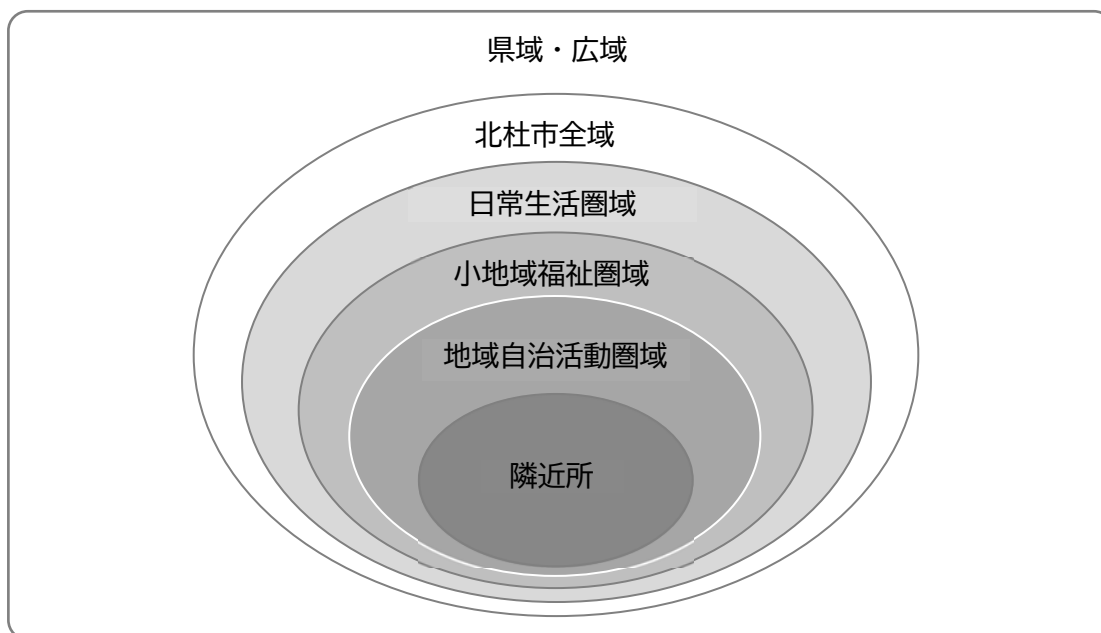 県域・広域
北杜市全域
日常生活圏域
小地域福祉圏域
地域自治活動圏域
隣近所